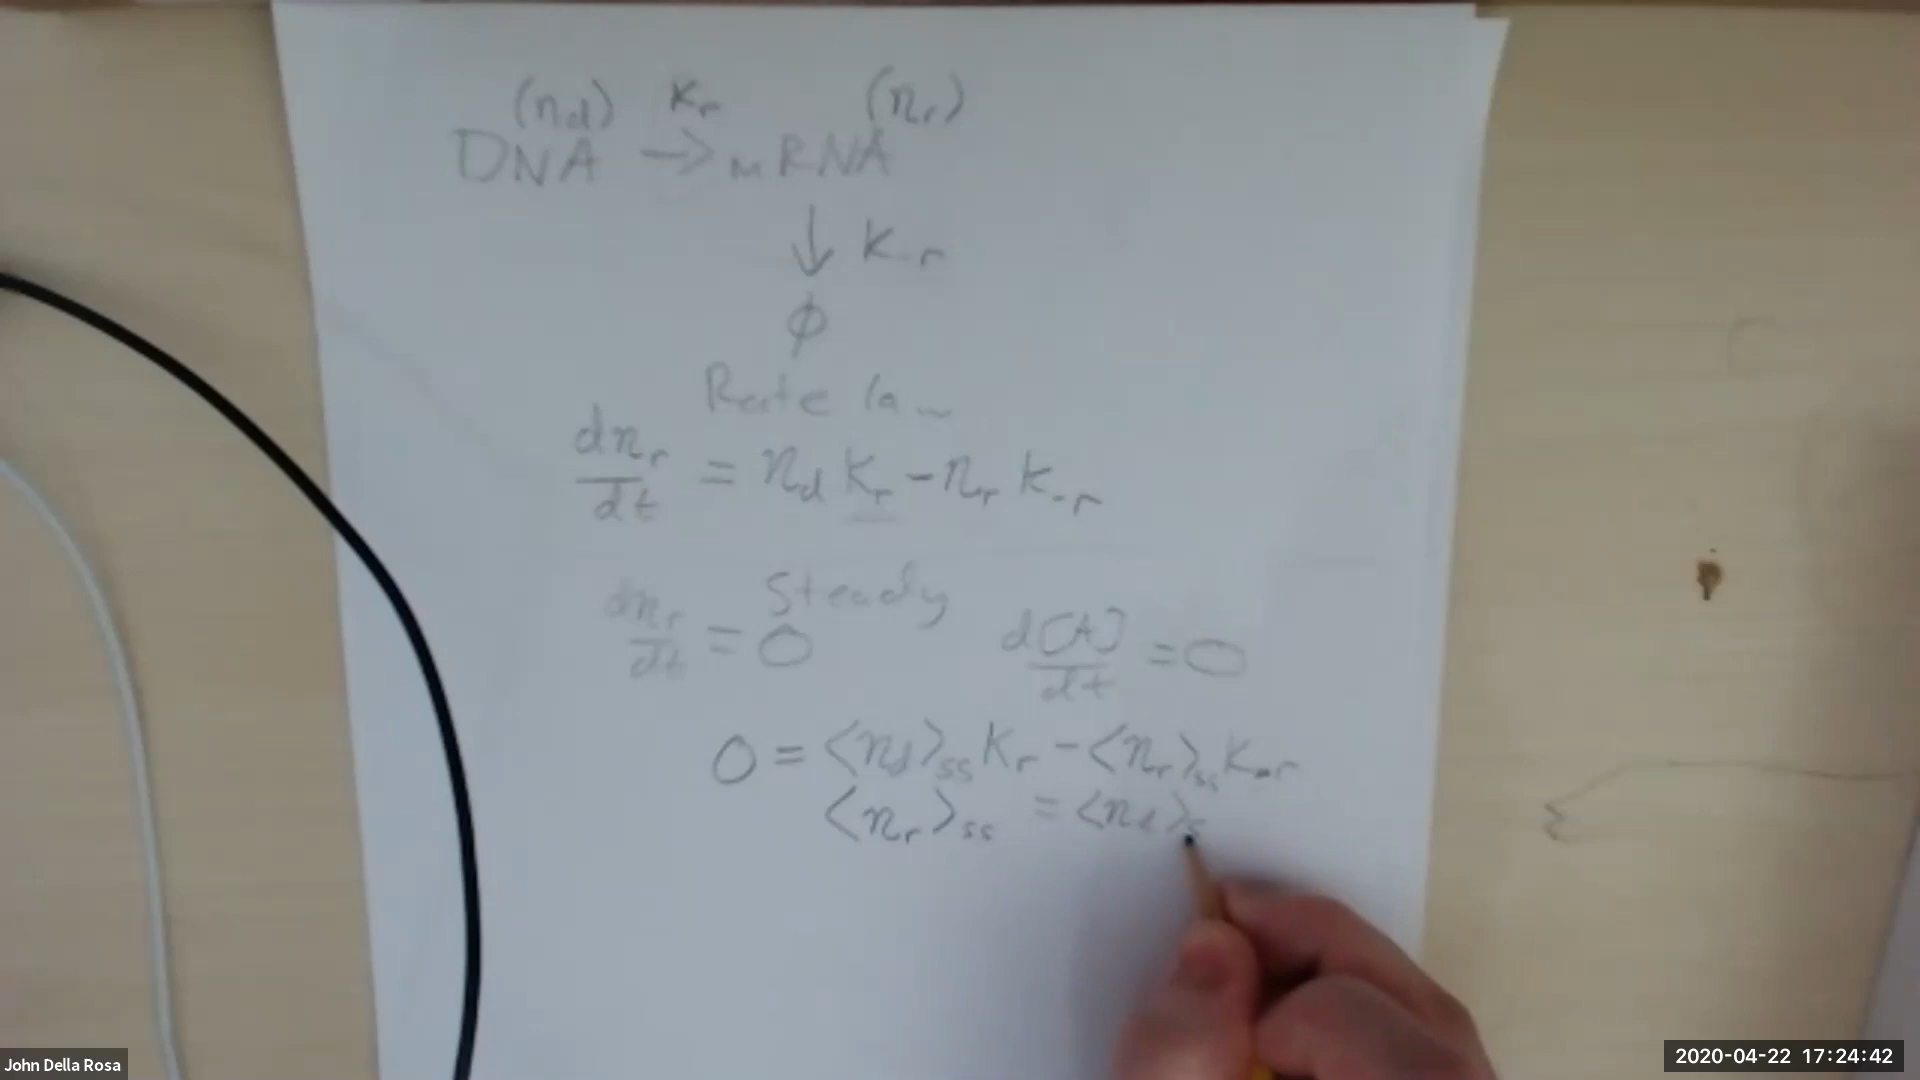 (n_d) K_r (n_r)
DNA → mRNA
↓ K_-r
ϕ
Rate law
dn_r/dt = n_d K_r - n_r K_-r
Steady
dn_r/dt = 0 d[A]/dt = 0
0 = <n_d>_ss K_r - <n_r>_ss K_-r
<n_r>_ss = <n_d>_s
John Della Rosa
2020-04-22 17:24:42